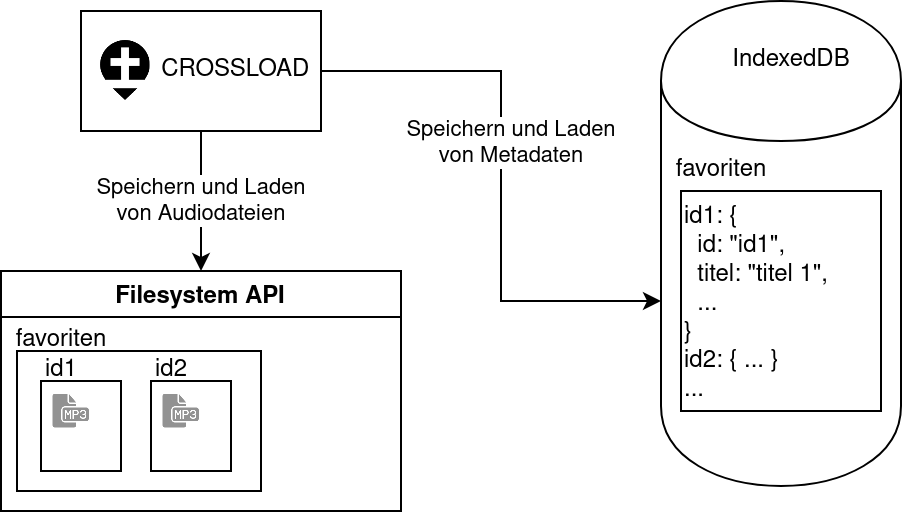 CROSSLOAD
IndexedDB
Speichern und Laden
von Metadaten
Speichern und Laden
von Audiodateien
favoriten
id1: {
id: "id1",
titel: "titel 1",
...
}
id2: { ... }
...
Filesystem API
favoriten
id1
id2
MP3
MP3